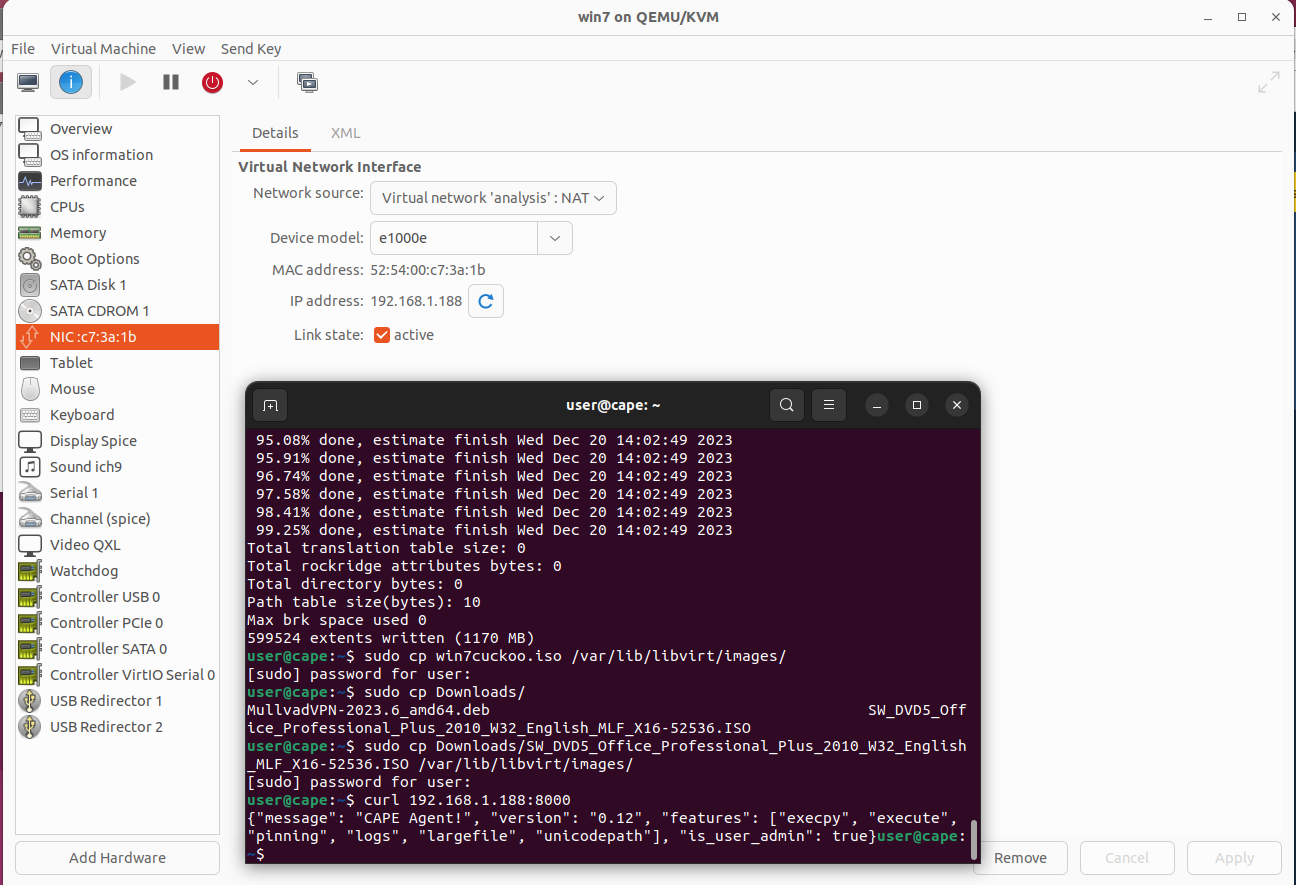 win7 on QEMU/KVM
File Virtual Machine View Send Key
Overview
OS information
Performance
CPUs
Memory
Boot Options
SATA Disk 1
SATA CDROM 1
NIC :c7:3a:1b
Tablet
Mouse
Keyboard
Display Spice
Sound ich9
Serial 1
Channel (spice)
Video QXL
Watchdog
Controller USB 0
Controller PCIe 0
Controller SATA 0
Controller VirtIO Serial 0
USB Redirector 1
USB Redirector 2
Add Hardware
Details XML
Virtual Network Interface
Network source: Virtual network 'analysis' : NAT
Device model: e1000e
MAC address: 52:54:00:c7:3a:1b
IP address: 192.168.1.188
Link state: active
user@cape: ~
95.08% done, estimate finish Wed Dec 20 14:02:49 2023
95.91% done, estimate finish Wed Dec 20 14:02:49 2023
96.74% done, estimate finish Wed Dec 20 14:02:49 2023
97.58% done, estimate finish Wed Dec 20 14:02:49 2023
98.41% done, estimate finish Wed Dec 20 14:02:49 2023
99.25% done, estimate finish Wed Dec 20 14:02:49 2023
Total translation table size: 0
Total rockridge attributes bytes: 0
Total directory bytes: 0
Path table size(bytes): 10
Max brk space used 0
599524 extents written (1170 MB)
user@cape:~$ sudo cp win7cuckoo.iso /var/lib/libvirt/images/
[sudo] password for user:
user@cape:~$ sudo cp Downloads/
MullvadVPN-2023.6_amd64.deb SW_DVD5_Off
ice_Professional_Plus_2010_W32_English_MLF_X16-52536.ISO
user@cape:~$ sudo cp Downloads/SW_DVD5_Office_Professional_Plus_2010_W32_English
_MLF_X16-52536.ISO /var/lib/libvirt/images/
[sudo] password for user:
user@cape:~$ curl 192.168.1.188:8000
{"message": "CAPE Agent!", "version": "0.12", "features": ["execpy", "execute",
"pinning", "logs", "largefile", "unicodepath"], "is_user_admin": true}user@cape:
~$
Remove Cancel Apply